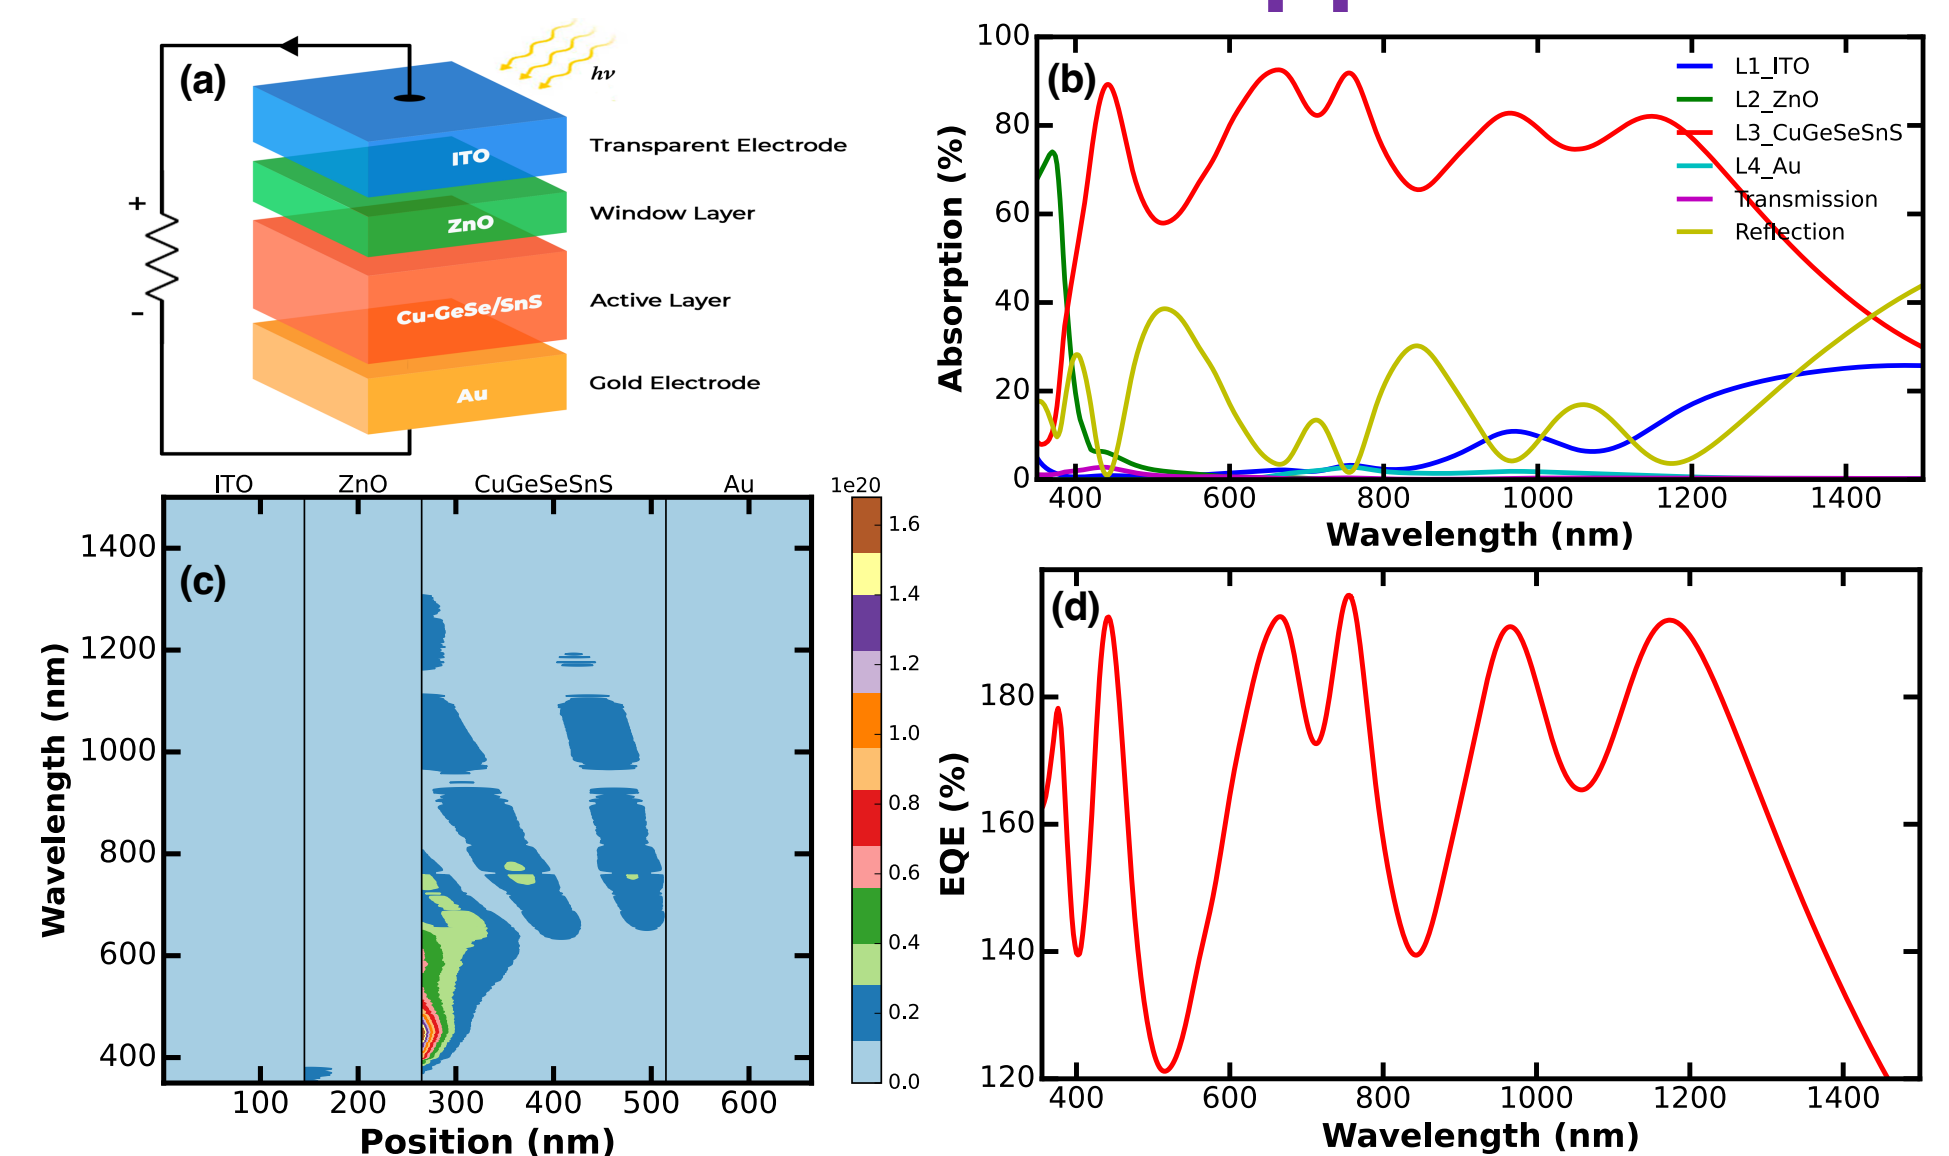 (a)
hν
ITO
Transparent Electrode
+
ZnO
Window Layer
Cu-GeSe/SnS
Active Layer
–
Au
Gold Electrode
(b)
Absorption (%)
100
80
60
40
20
0
L1_ITO
L2_ZnO
L3_CuGeSeSnS
L4_Au
Transmission
Reflection
400 600 800 1000 1200 1400
Wavelength (nm)
ITO ZnO CuGeSeSnS Au
(c)
Wavelength (nm)
1400
1200
1000
800
600
400
100 200 300 400 500 600
Position (nm)
1e20
1.6
1.4
1.2
1.0
0.8
0.6
0.4
0.2
0.0
(d)
EQE (%)
180
160
140
120
400 600 800 1000 1200 1400
Wavelength (nm)